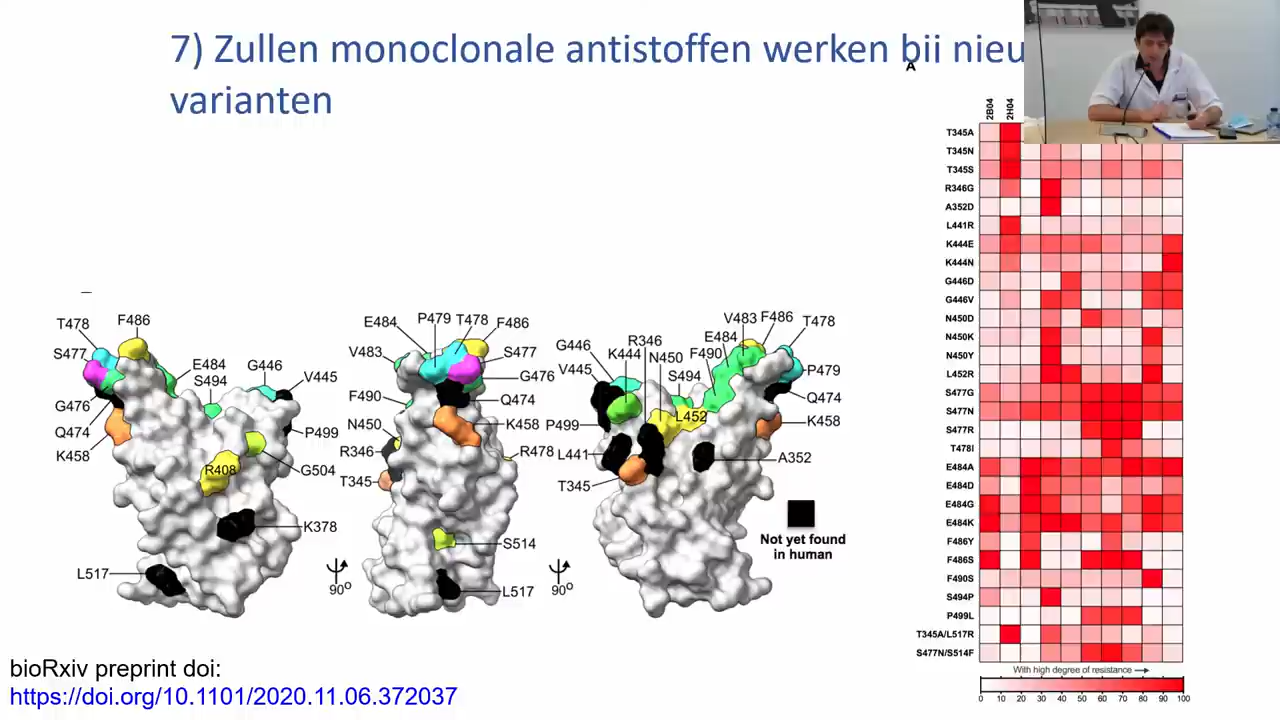 7) Zullen monoclonale antistoffen werken bij
varianten
A
2B04
2H04
T345A
T345N
T345S
R346G
A352D
L441R
K444E
K444N
G446D
G446V
N450D
N450K
N450Y
L452R
S477G
S477N
S477R
T478I
E484A
E484D
E484G
E484K
F486Y
F486S
F490S
S494P
P499L
T345A/L517R
S477N/S514F
With high degree of resistance
0 10 20 30 40 50 60 70 80 90 100
T478
F486
S477
E484
S494
G446
V445
G476
Q474
K458
P499
G504
R408
K378
L517
90º
E484
P479
T478
F486
V483
S477
G476
F490
Q474
N450
K458
R346
R478
T345
S514
L517
90º
G446
R346
V483
F486
T478
K444
N450
E484
V445
S494
F490
P479
Q474
P499
L452
K458
L441
A352
T345
Not yet found
in human
bioRxiv preprint doi:
https://doi.org/10.1101/2020.11.06.372037